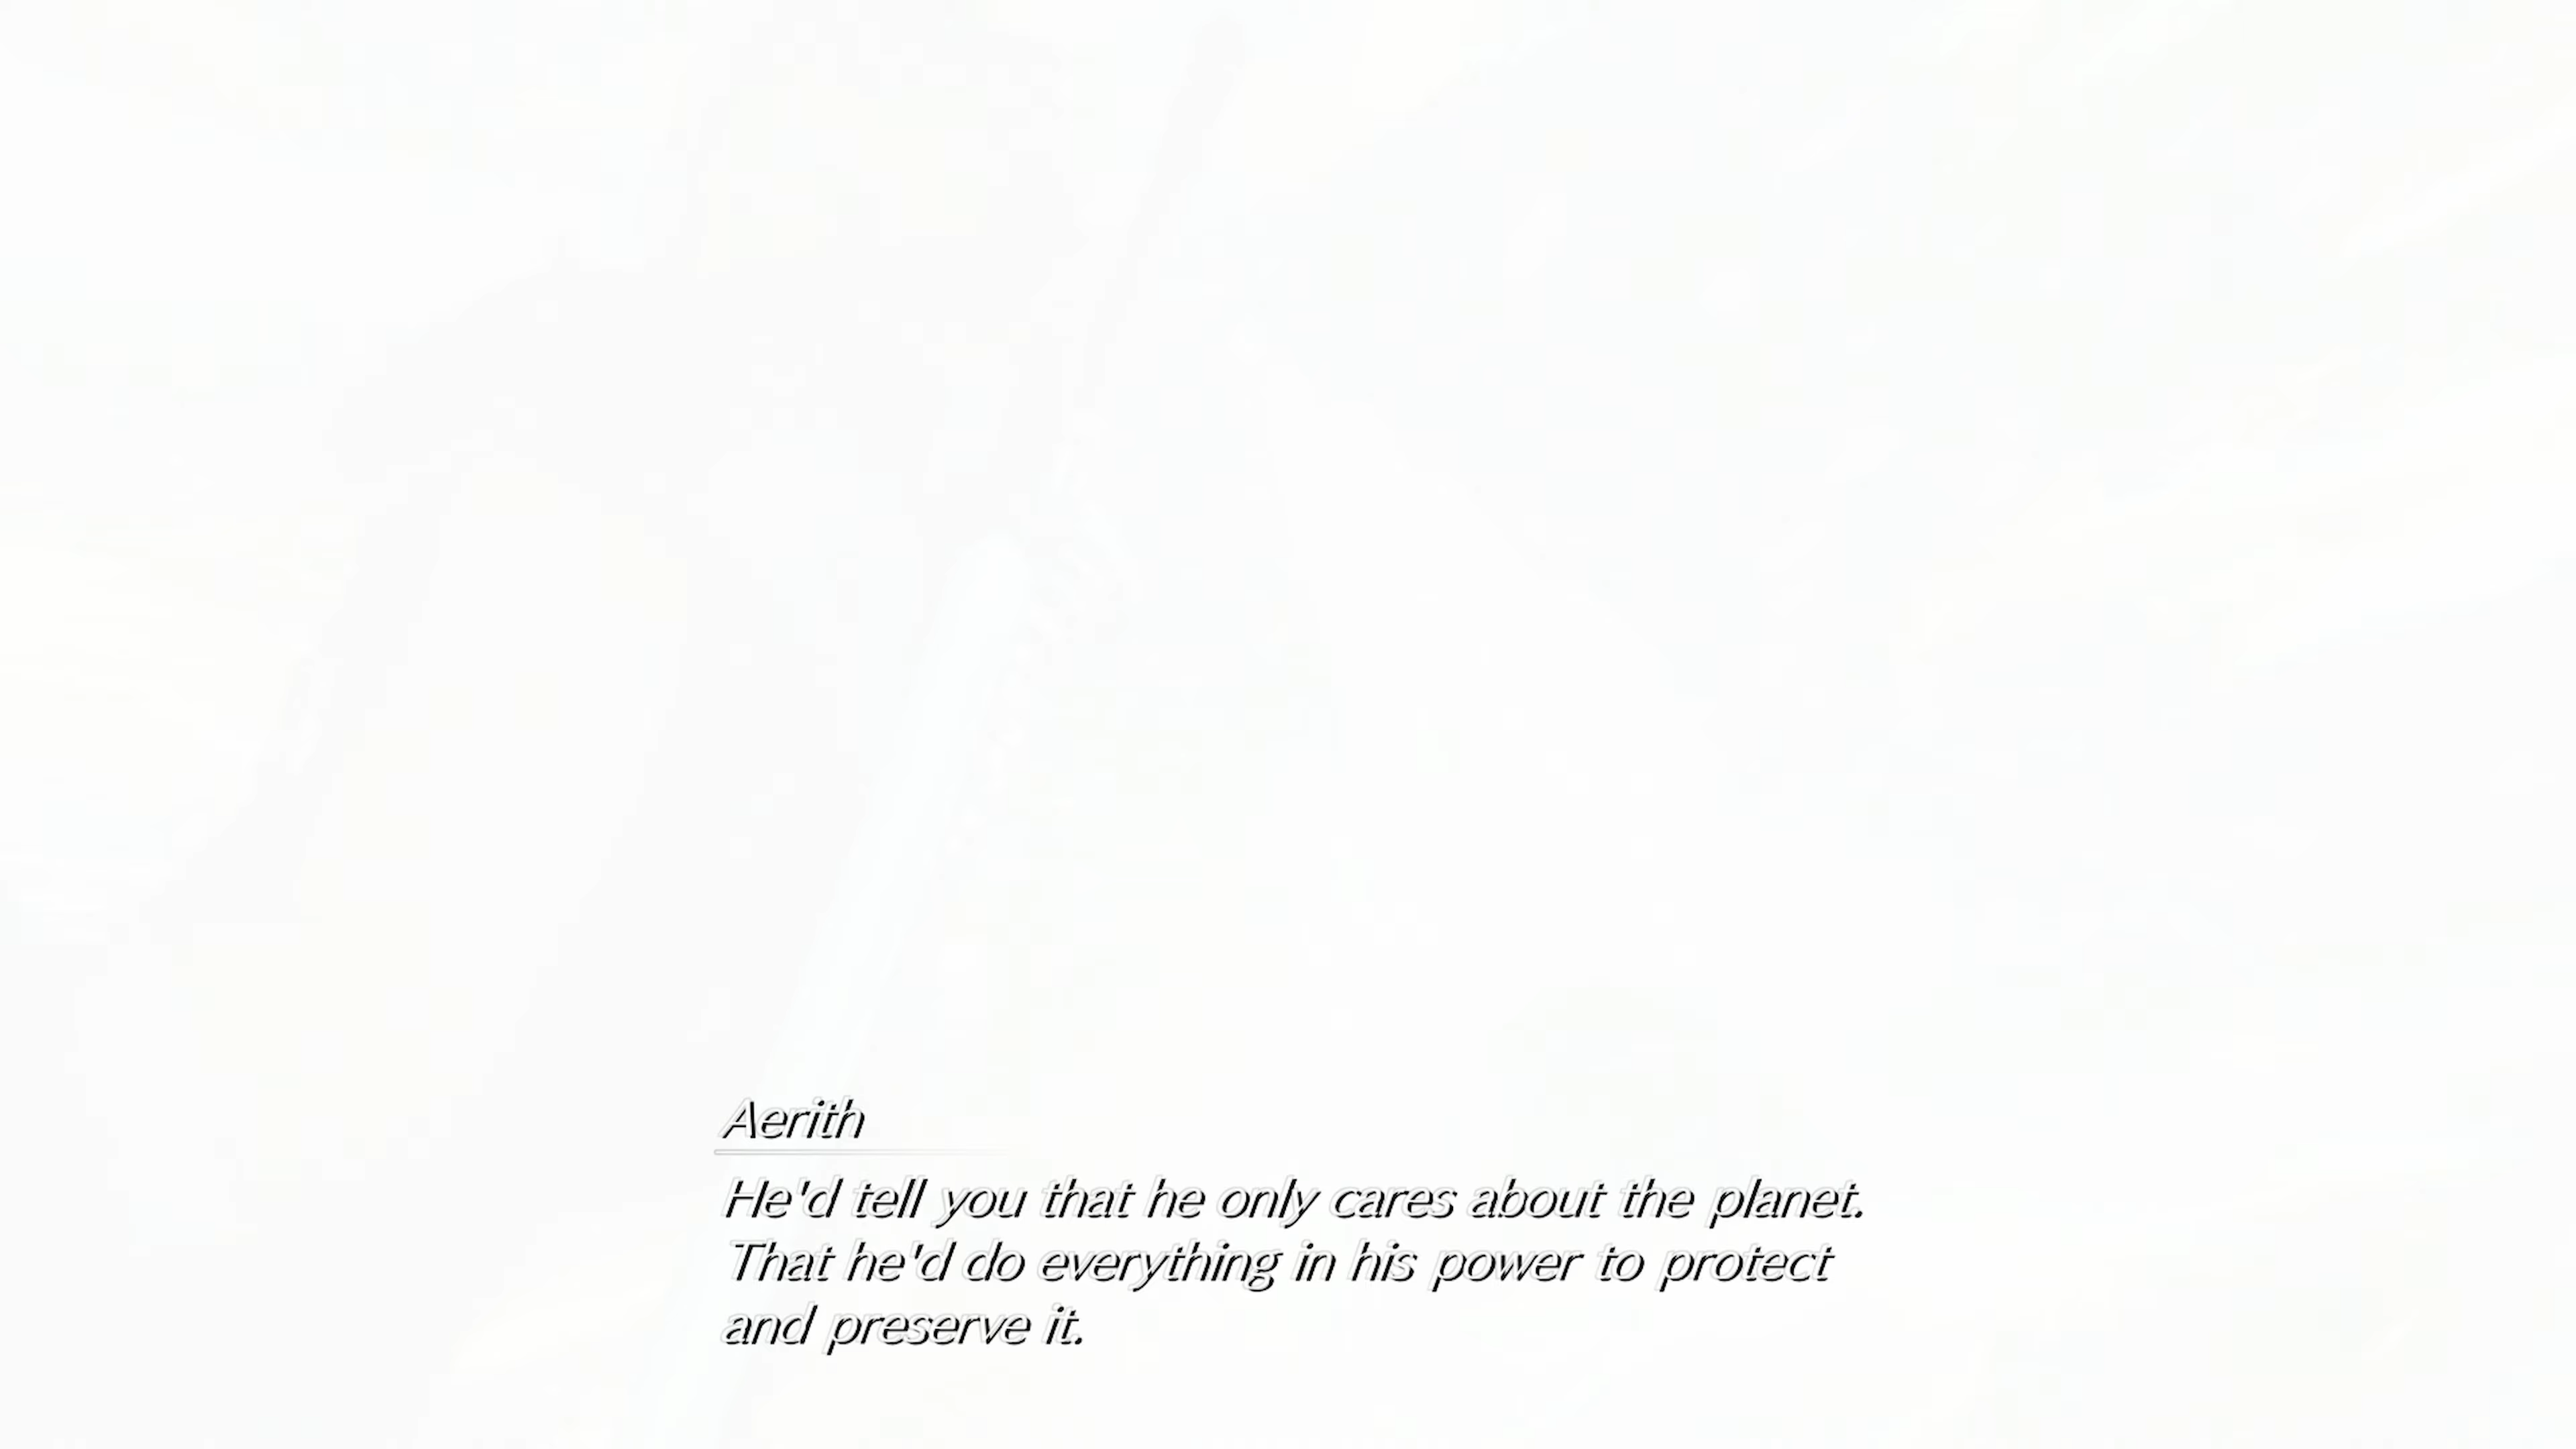 Aerith
He'd tell you that he only cares about the planet.
That he'd do everything in his power to protect
and preserve it.